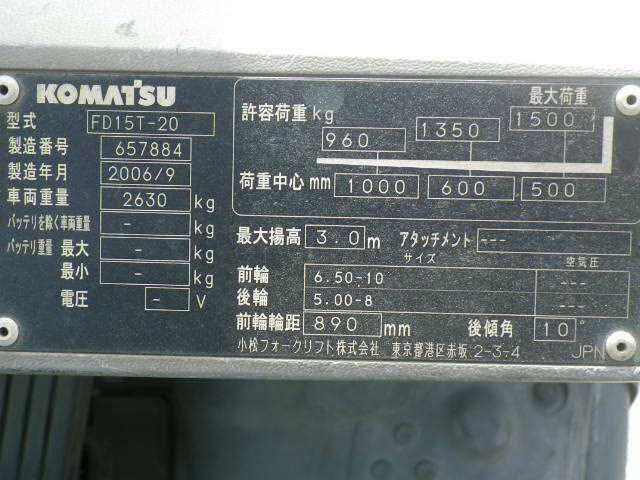 KOMATSU
型式 FD15T-20
製造番号 657884
製造年月 2006/9
車両重量 2630 kg
バッテリを除く車両重量 - kg
バッテリ重量 最大 - kg
最小 - kg
電圧 - V
最大荷重
許容荷重 kg 960 1350 1500
荷重中心 mm 1000 600 500
最大揚高 3.0 m アタッチメント ---
サイズ 空気圧
前輪 6.50-10 ---
後輪 5.00-8 ---
前輪輪距 890 mm 後傾角 10°
小松フォークリフト株式会社 東京都港区赤坂 2-3-4 JPN